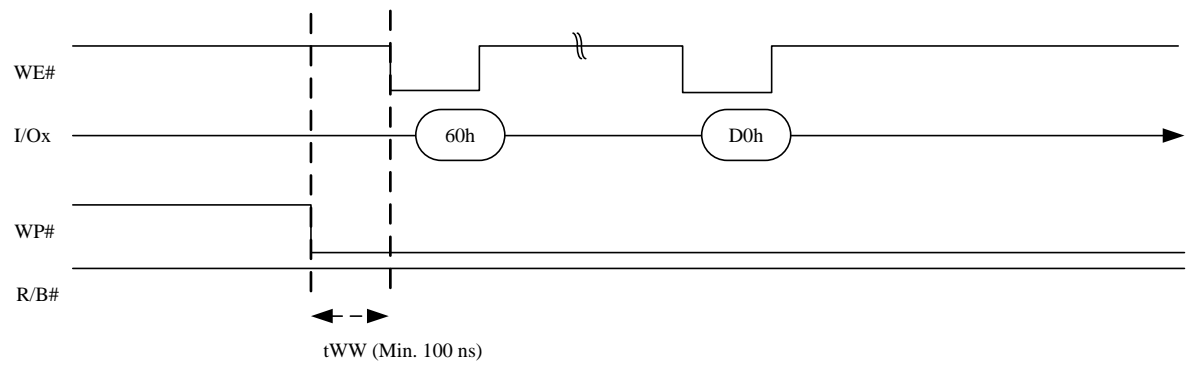 WE#
I/Ox
60h
D0h
WP#
R/B#
tWW (Min. 100 ns)